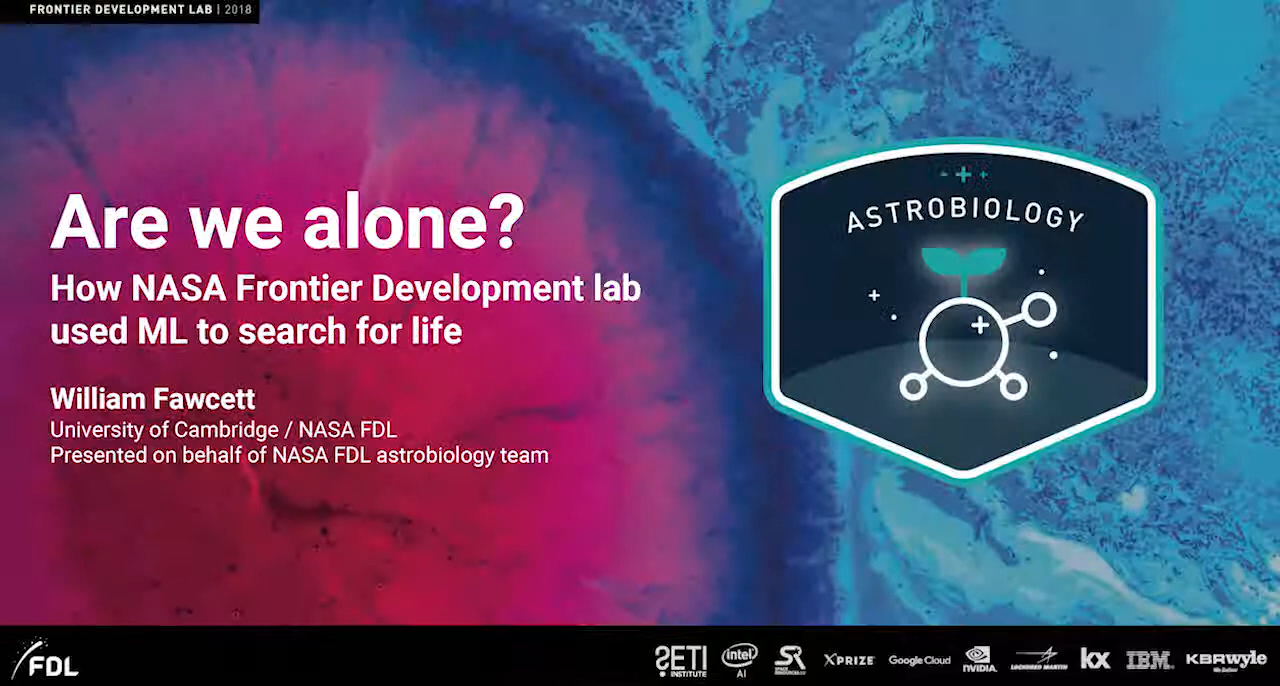 FRONTIER DEVELOPMENT LAB | 2018
Are we alone?
How NASA Frontier Development lab
used ML to search for life
William Fawcett
University of Cambridge / NASA FDL
Presented on behalf of NASA FDL astrobiology team
ASTROBIOLOGY
FDL
SETI
INSTITUTE
intel
AI
SR
XPRIZE
Google Cloud
NVIDIA
LOCKHEED MARTIN
kx
IBM
KBRwyle